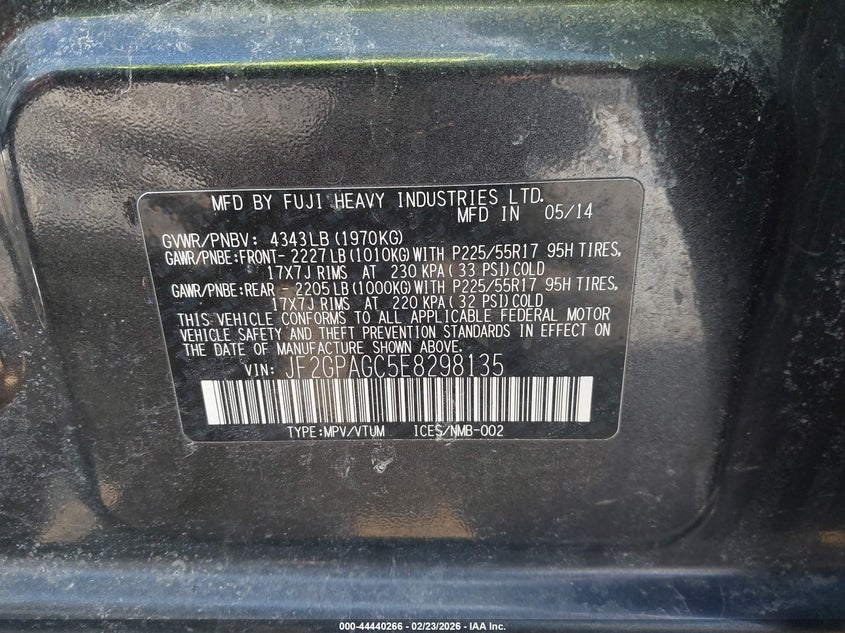 MFD BY FUJI HEAVY INDUSTRIES LTD.
MFD IN 05/14
GVWR/PNBV: 4343LB (1970KG)
GAWR/PNBE:FRONT- 2227LB (1010KG) WITH P225/55R17 95H TIRES,
17X7J RIMS AT 230 KPA (33 PSI) COLD
GAWR/PNBE:REAR - 2205LB (1000KG) WITH P225/55R17 95H TIRES,
17X7J RIMS AT 220 KPA (32 PSI) COLD
THIS VEHICLE CONFORMS TO ALL APPLICABLE FEDERAL MOTOR
VEHICLE SAFETY AND THEFT PREVENTION STANDARDS IN EFFECT ON
THE DATE OF MANUFACTURE SHOWN ABOVE.
VIN: JF2GPAGC5E8298135
TYPE:MPV/VTUM ICES/NMB-002
000-44440266 - 02/23/2026 - IAA Inc.